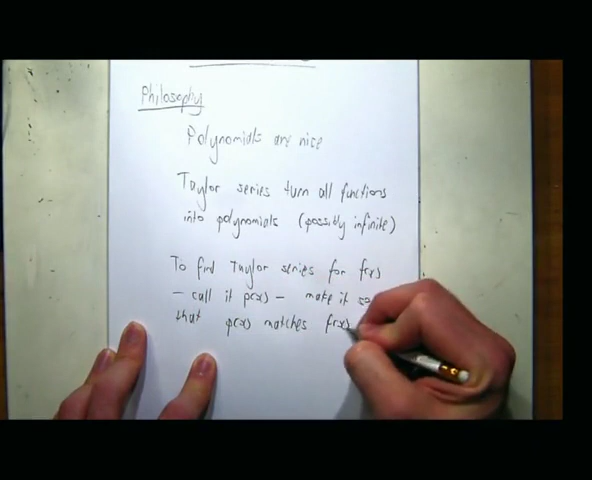 Philosophy
Polynomials are nice
Taylor series turn all functions
into polynomials (possibly infinite)
To find Taylor series for f(x)
- call it p(x) - make it so
that p(x) matches f(x)